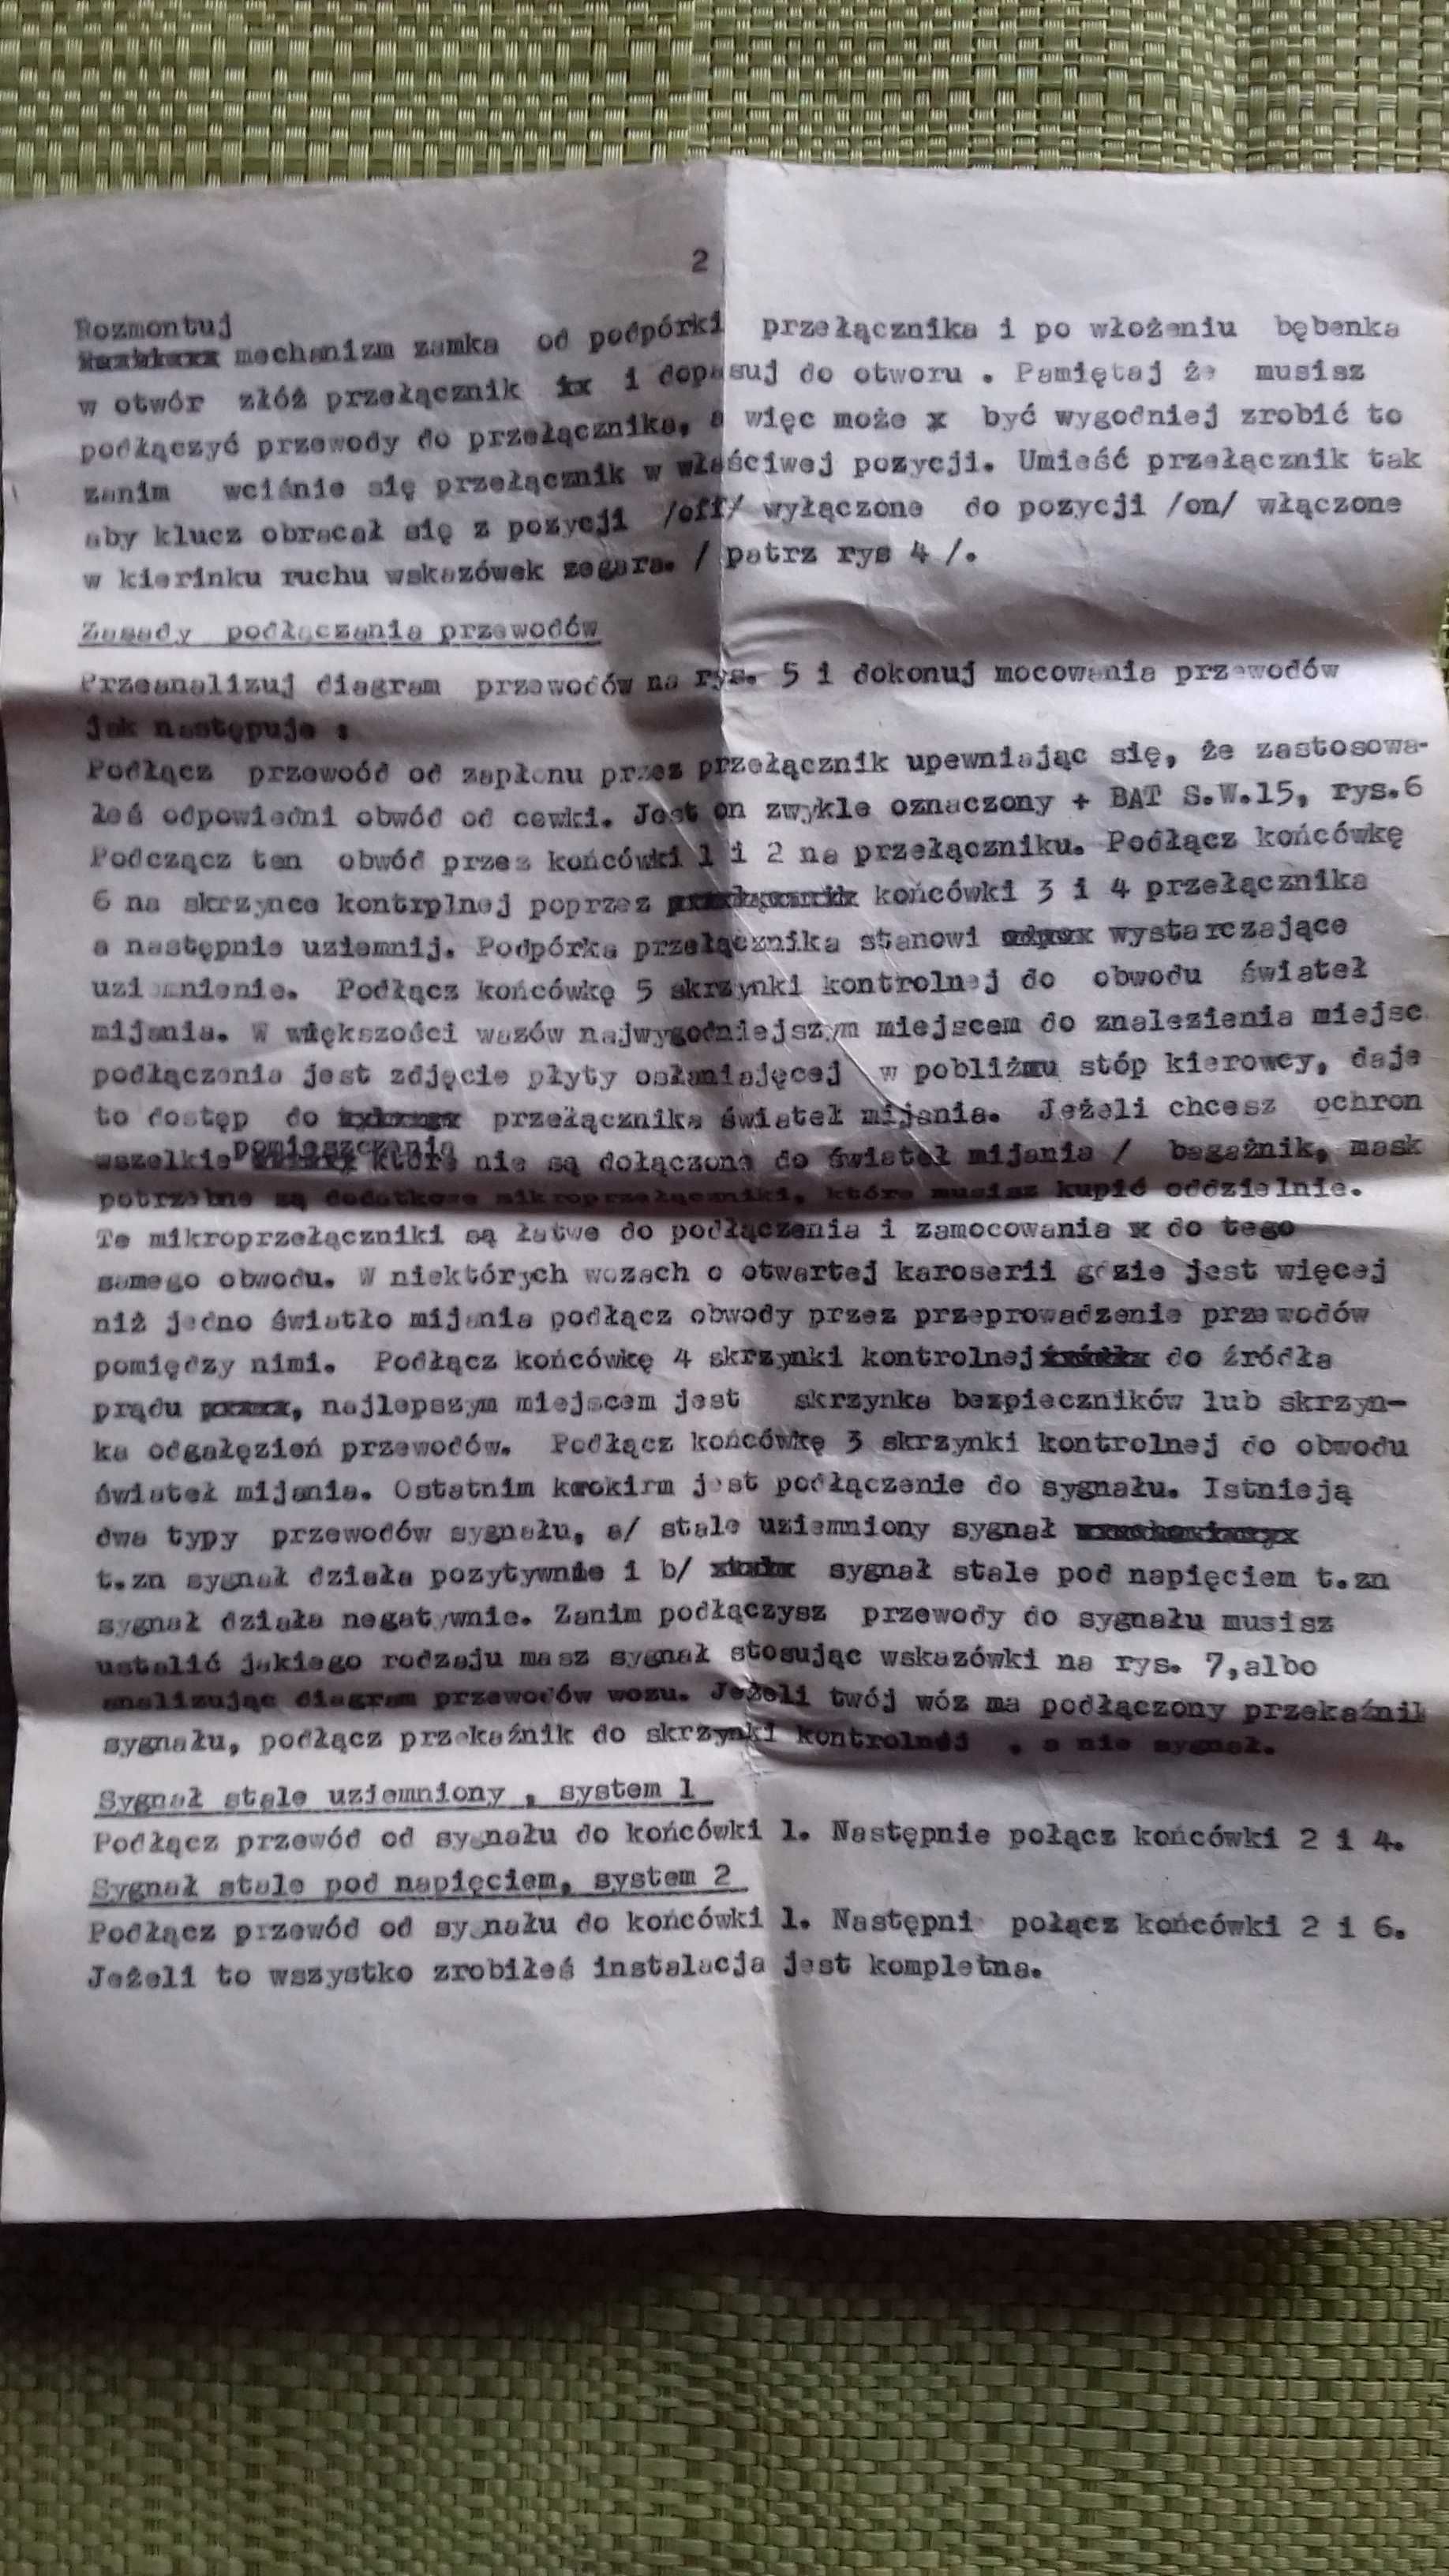 2
Rozmontuj
mechanizm zamka od podpórki przełącznika i po włożeniu bębenka
w otwór złóż przełącznik ix i dopasuj do otworu . Pamiętaj że musisz
podłączyć przewody do przełącznika, a więc może x być wygodniej zrobić to
zanim wciśnie się przełącznik w właściwej pozycji. Umieść przełącznik tak
aby klucz obracał się z pozycji /off/ wyłączone do pozycji /on/ włączone
w kierinku ruchu wskazówek zegara. / patrz rys 4 /.
Zasady podłączania przewodów
Przeanalizuj diagram przewodów na rys. 5 i dokonuj mocowania przewodów
jak następuje :
Podłącz przewoód od zapłonu przez przełącznik upewniając się, że zastosowa-
łeś odpowiedni obwód od cewki. Jest on zwykle oznaczony + BAT S.W.15, rys.6
Podczącz ten obwód przez końcówki 1 i 2 na przełączniku. Podłącz końcówkę
6 na skrzynce kontrplnej poprzez końcówki 3 i 4 przełącznika
a następnie uziemnij. Podpórka przełącznika stanowi wystarczające
uziemnienie. Podłącz końcówkę 5 skrzynki kontrolnej do obwodu świateł
mijania. W większości wazów najwygodniejszym miejscem do znalezienia miejsc
podłączenia jest zdjęcie płyty osłaniającej w pobliżmu stóp kierowcy, daje
to dostęp do przełącznika świateł mijania. Jeżeli chcesz ochron
pomieszczenia
wszelkie które nie są dołączone do świateł mijania / bagażnik, mask
potrzebne są dodatkowe mikroprzełączniki, które musisz kupić oddzielnie.
Te mikroprzełączniki są łatwe do podłączenia i zamocowania x do tego
samego obwodu. W niektórych wozach o otwartej karoserii gdzie jest więcej
niż jedno światło mijania podłącz obwody przez przeprowadzenie przewodów
pomiędzy nimi. Podłącz końcówkę 4 skrzynki kontrolnej do źródła
prądu , najlepszym miejscem jest skrzynka bezpieczników lub skrzyn-
ka odgałęzień przewodów. Podłącz końcówkę 3 skrzynki kontrolnej do obwodu
świateł mijania. Ostatnim kwokirm jest podłączenie do sygnału. Istnieją
dwa typy przewodów sygnału, a/ stale uziemniony sygnał
t.zn sygnał działa pozytywnie i b/ sygnał stale pod napięciem t.zn
sygnał działa negatywnie. Zanim podłączysz przewody do sygnału musisz
ustalić jakiego rodzaju masz sygnał stosując wskazówki na rys. 7,albo
analizując diagram przewodów wozu. Jeżeli twój wóz ma podłączony przekaźnik
sygnału, podłącz przekaźnik do skrzynki kontrolnej , a nie sygnał.
Sygnał stale uziemniony , system 1
Podłącz przewód od sygnału do końcówki 1. Następnie połącz końcówki 2 i 4.
Sygnał stale pod napięciem, system 2
Podłącz przewód od sygnału do końcówki 1. Następni połącz końcówki 2 i 6.
Jeżeli to wszystko zrobiłeś instalacja jest kompletna.